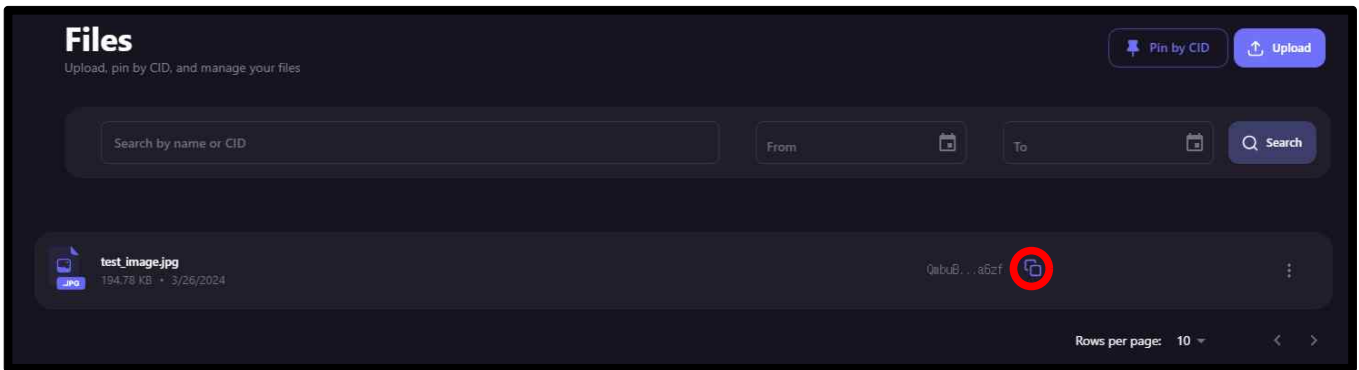 Files
Upload, pin by CID, and manage your files
Pin by CID
Upload
Search by name or CID
From
To
Search
test_image.jpg
194.78 KB • 3/26/2024
.JPG
QmbuB...a6zf
Rows per page: 10